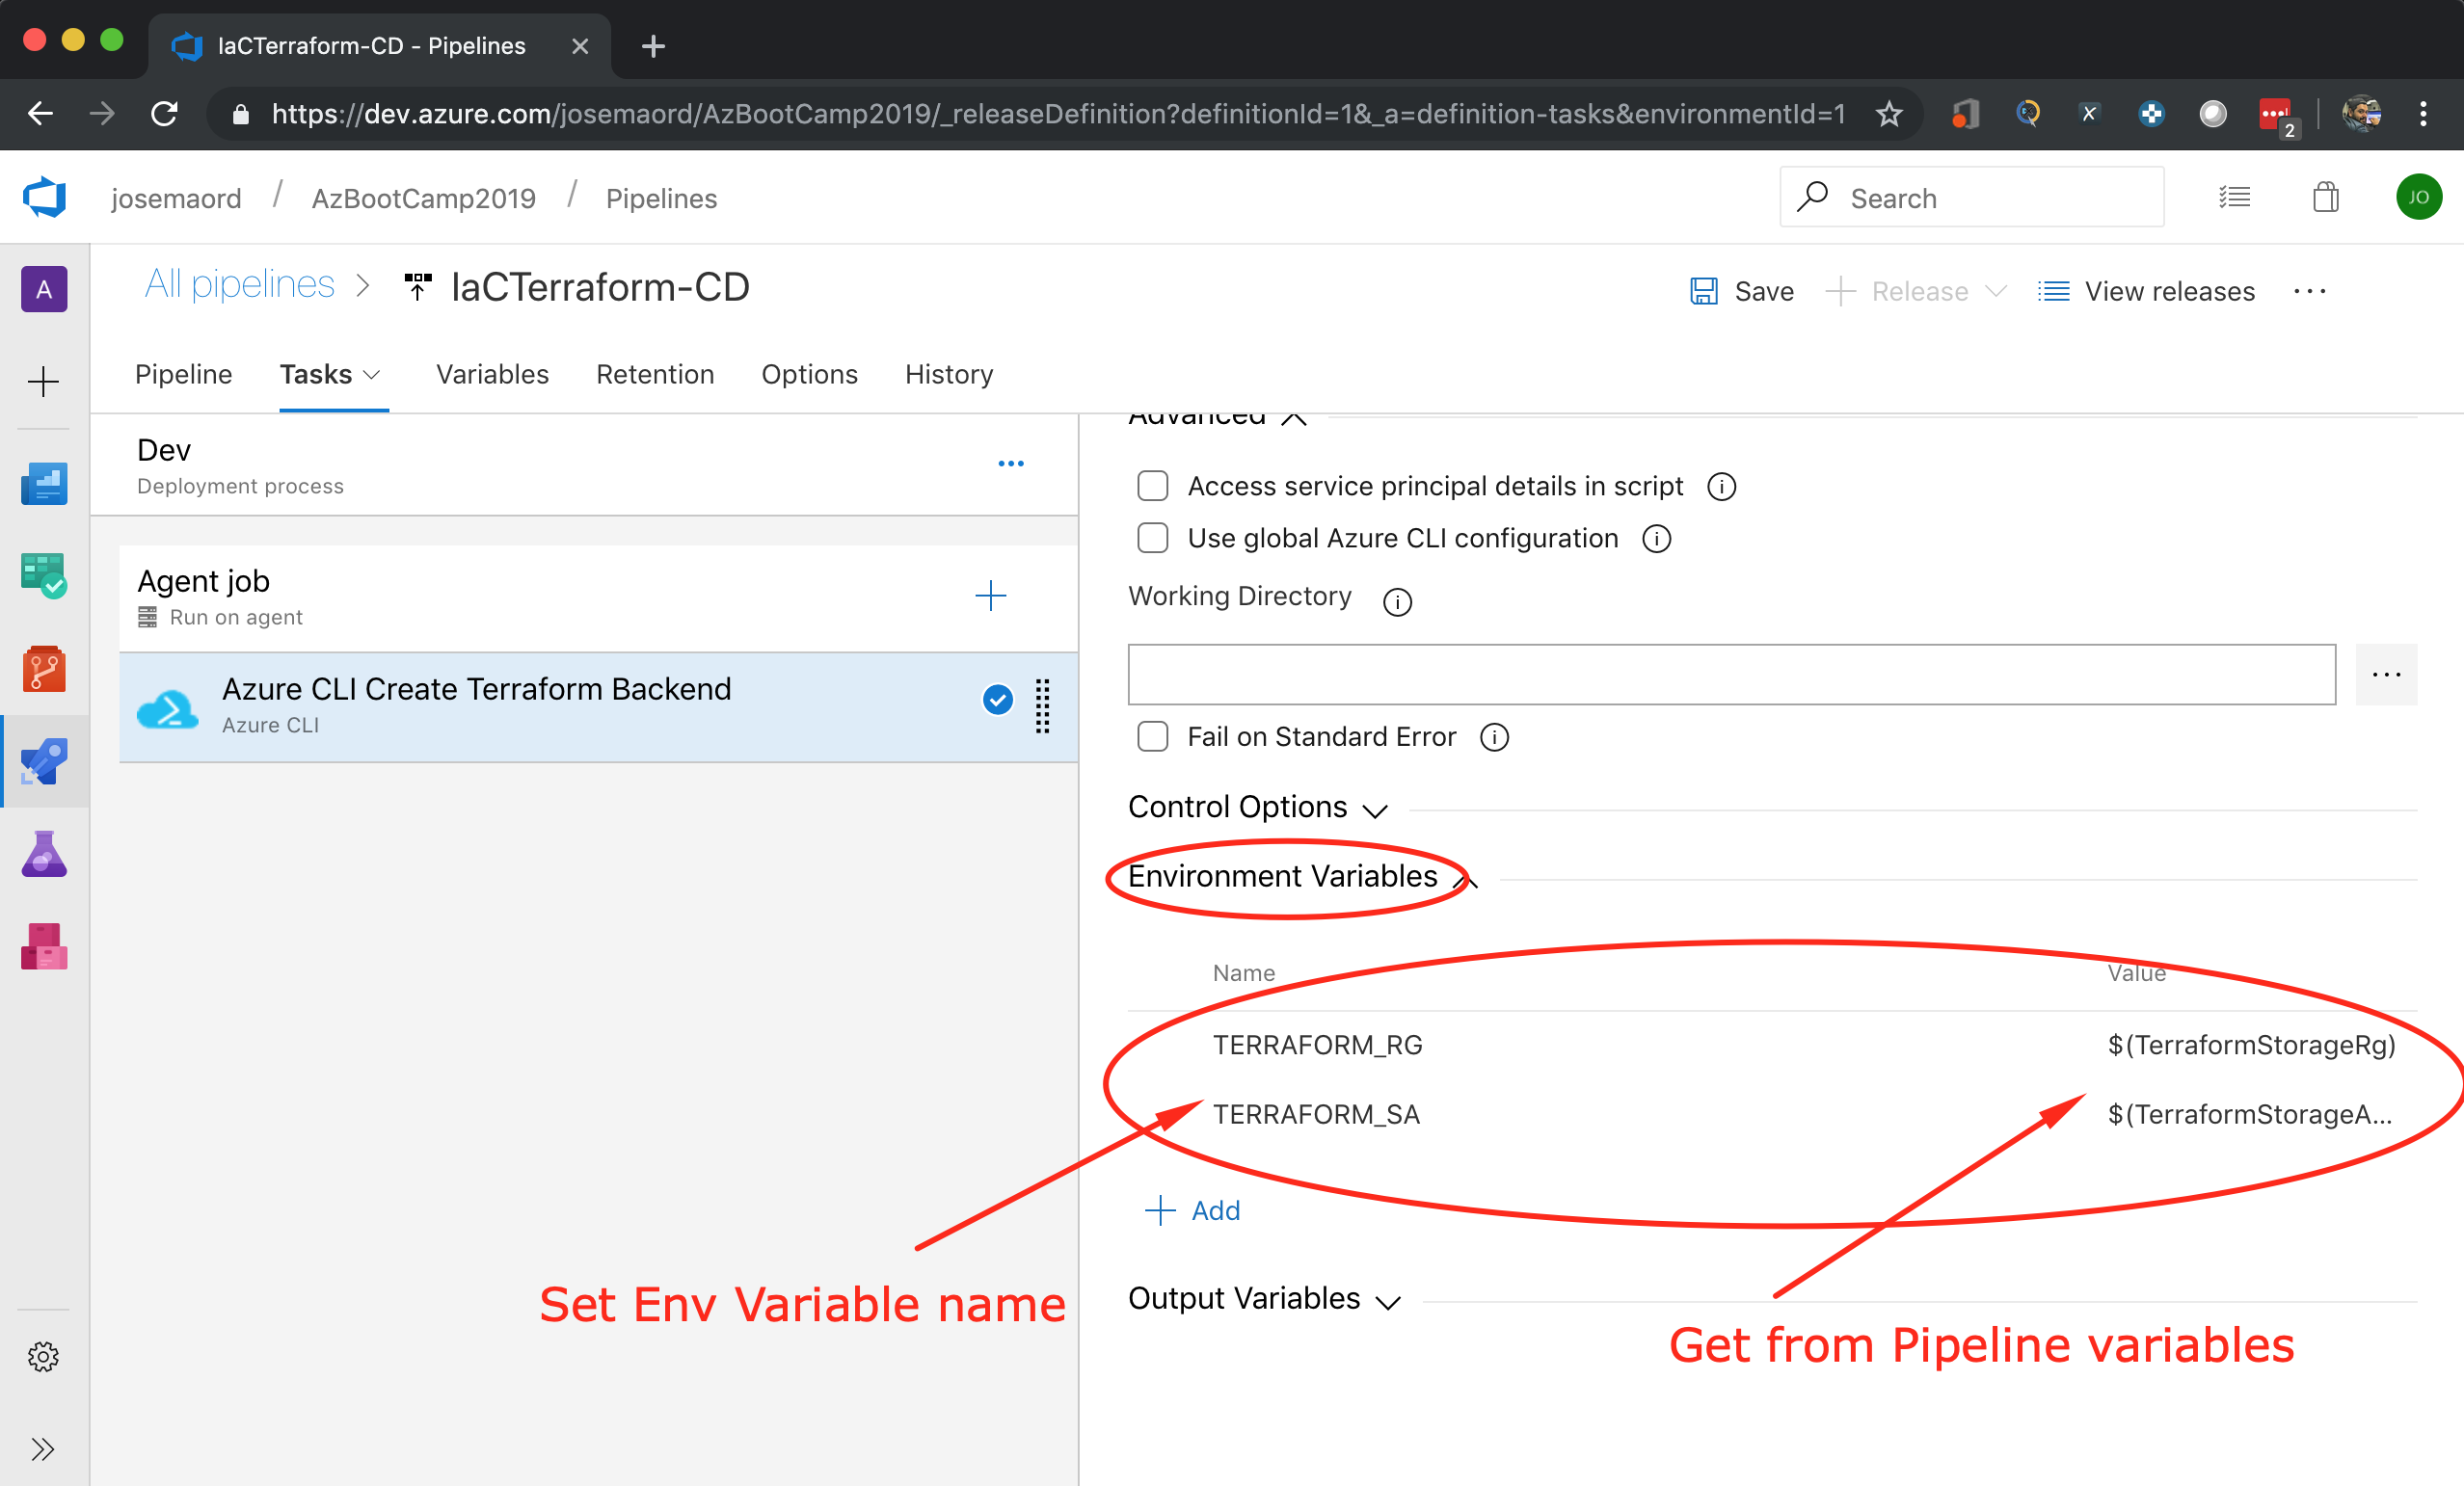 IaCTerraform-CD - Pipelines
https://dev.azure.com/josemaord/AzBootCamp2019/_releaseDefinition?definitionId=1&_a=definition-tasks&environmentId=1
2
josemaord / AzBootCamp2019 / Pipelines
Search
JO
A
All pipelines > IaCTerraform-CD
Save
Release
View releases
Pipeline
Tasks
Variables
Retention
Options
History
Dev
Deployment process
Agent job
Run on agent
Azure CLI Create Terraform Backend
Azure CLI
Advanced
Access service principal details in script
Use global Azure CLI configuration
Working Directory
Fail on Standard Error
Control Options
Environment Variables
Name Value
TERRAFORM_RG $(TerraformStorageRg)
TERRAFORM_SA $(TerraformStorageA...
Add
Set Env Variable name
Output Variables
Get from Pipeline variables